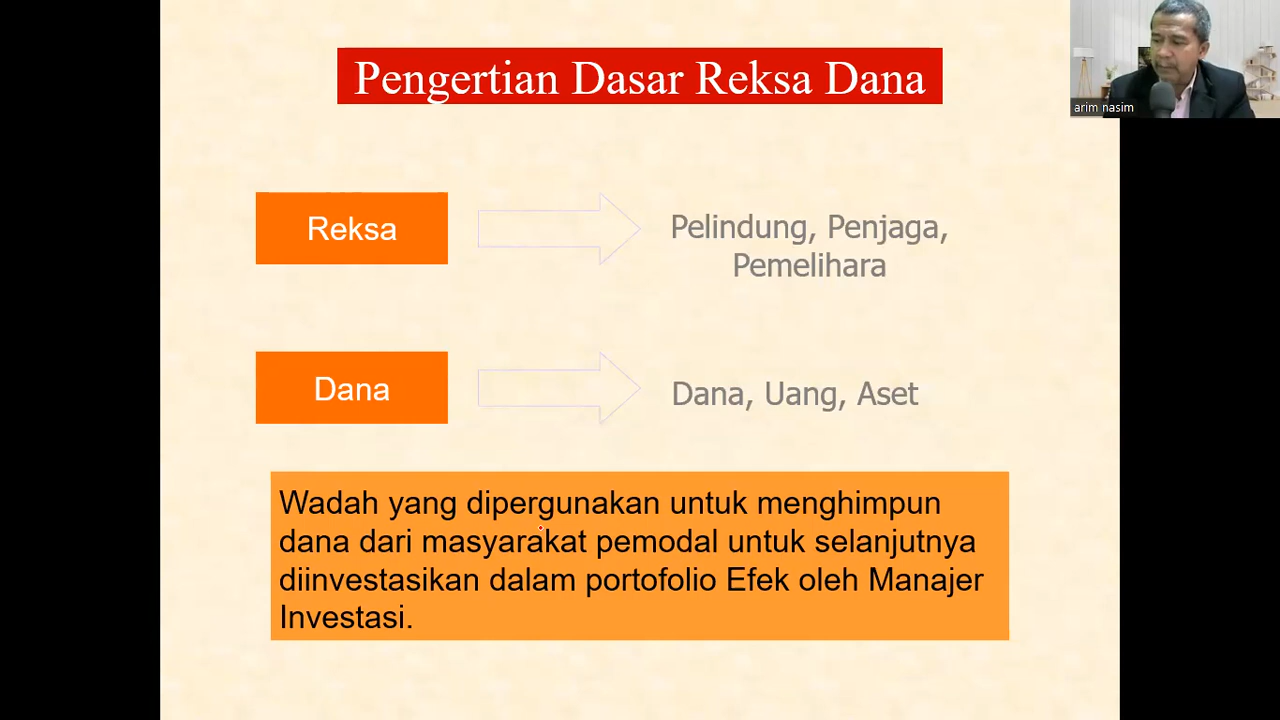 Pengertian Dasar Reksa Dana
arim nasim
Reksa
Pelindung, Penjaga,
Pemelihara
Dana
Dana, Uang, Aset
Wadah yang dipergunakan untuk menghimpun
dana dari masyarakat pemodal untuk selanjutnya
diinvestasikan dalam portofolio Efek oleh Manajer
Investasi.